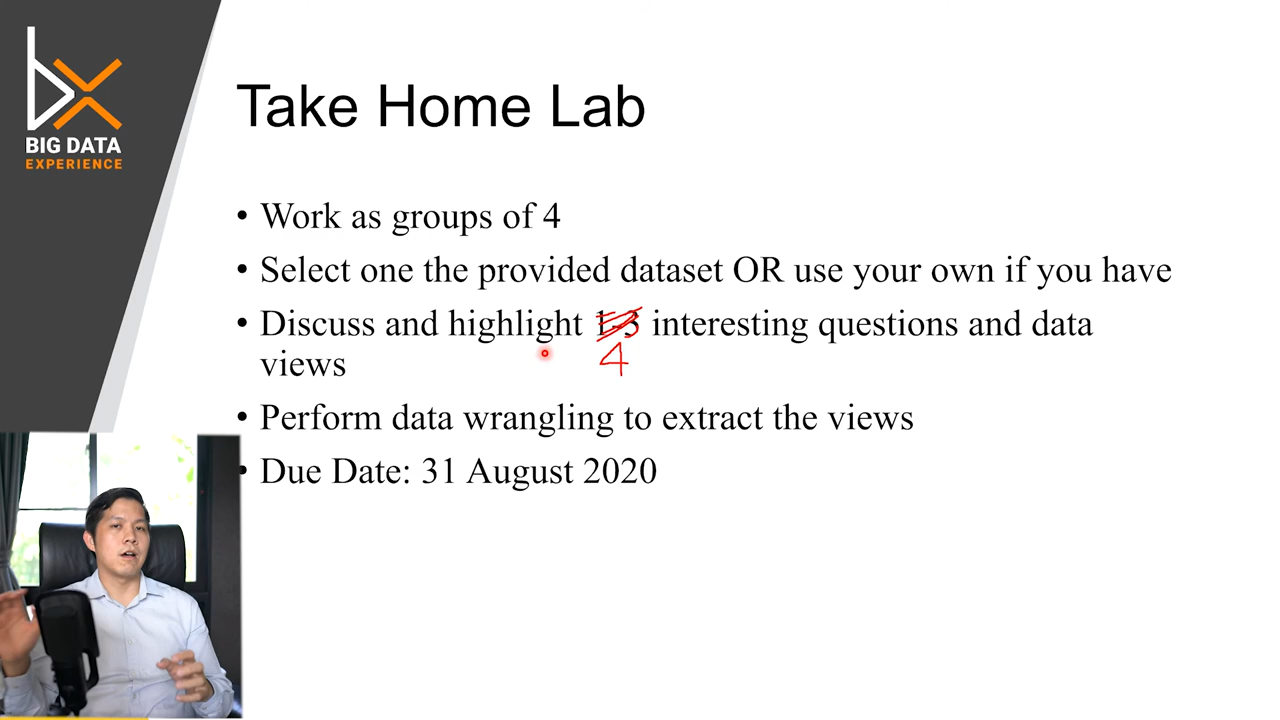 BIG DATA
EXPERIENCE
Take Home Lab
• Work as groups of 4
• Select one the provided dataset OR use your own if you have
• Discuss and highlight 1-3 interesting questions and data
4
views
• Perform data wrangling to extract the views
• Due Date: 31 August 2020